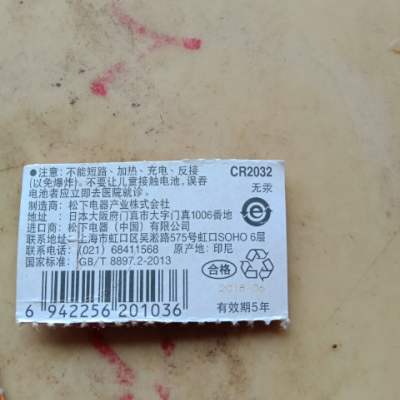 ●注意：不能短路、加热、充电、反接 CR2032
(以免爆炸)。不要让儿童接触电池，误吞 无汞
电池者应立即去医院就诊。
制造商：松下电器产业株式会社
地址：日本大阪府门真市大字门真1006番地
进口商：松下电器（中国）有限公司
联系地址：上海市虹口区吴淞路575号虹口SOHO 6层
联系电话：(021) 68411568 原产地：印尼
国家标准：GB/T 8897.2-2013
合格
2018-06
6 942256 201036 有效期5年